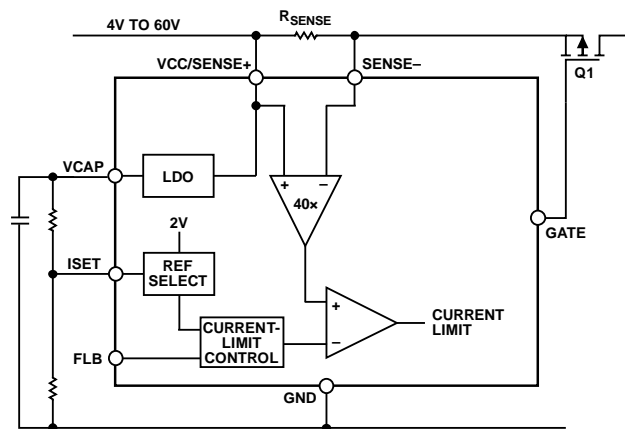 4V TO 60V
RSENSE
VCC/SENSE+
SENSE–
Q1
VCAP
LDO
+
–
40×
GATE
2V
ISET
REF
SELECT
+
–
CURRENT
LIMIT
CURRENT-
LIMIT
CONTROL
FLB
GND